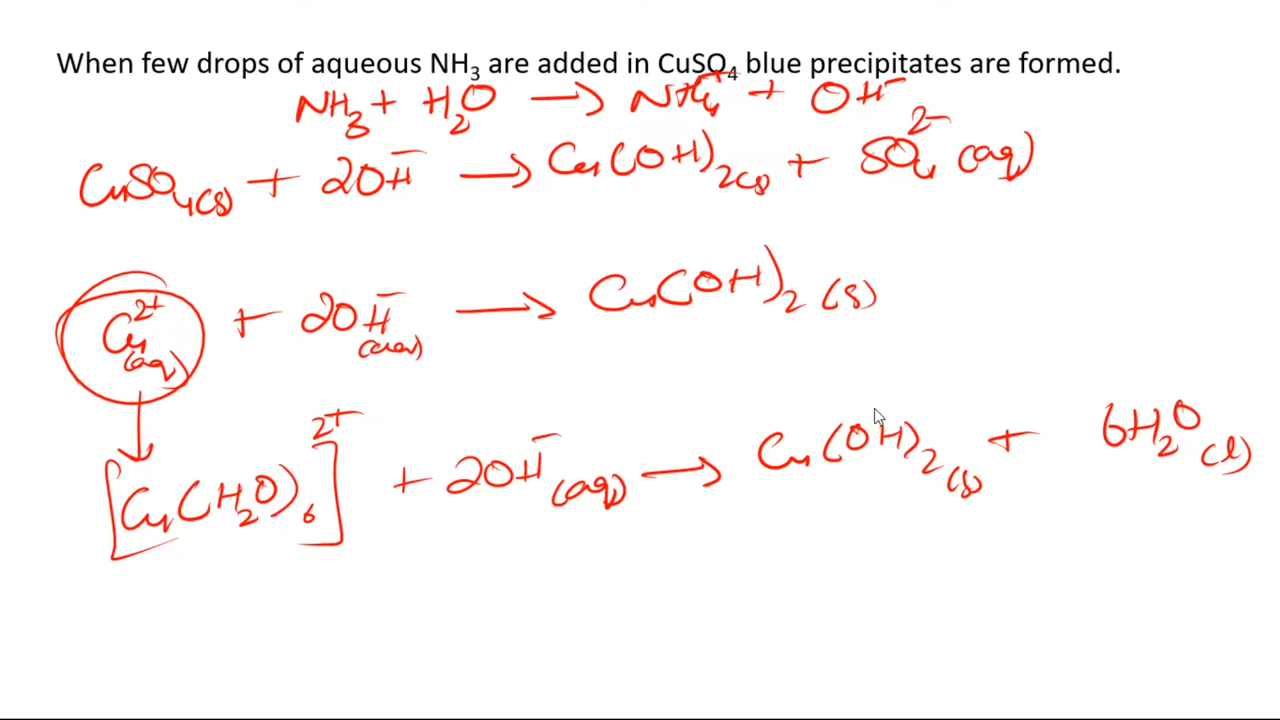 When few drops of aqueous NH₃ are added in CuSO₄ blue precipitates are formed.
NH₃ + H₂O → NH₄⁺ + OH⁻
CuSO₄(s) + 2OH⁻ → Cu(OH)₂(s) + SO₄²⁻ (aq)
Cu²⁺(aq) + 2OH⁻(aq) → Cu(OH)₂ (s)
[Cu(H₂O)₆]²⁺ + 2OH⁻(aq) → Cu(OH)₂(s) + 6H₂O(l)